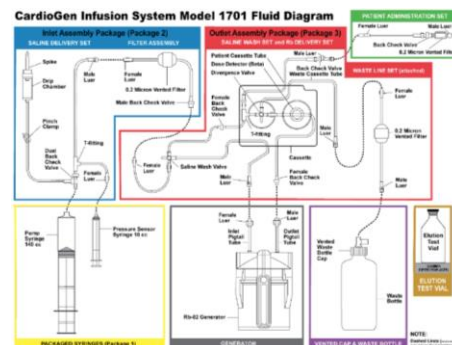 CardioGen Infusion System Model 1701 Fluid Diagram
PATIENT ADMINISTRATION SET
Male
Luer
Back Check Valve
0.2 Micron Vented Filter
Inlet Assembly Package (Package 2)
SALINE DELIVERY SET
FILTER ASSEMBLY
Spike
Drip
Chamber
Pinch
Clamp
Dual
Back
Check
Valve
T-fitting
Female
Luer
Male
Luer
Female
Luer
0.2 Micron Vented Filter
Male Back Check Valve
Outlet Assembly Package (Package 3)
SALINE WASH SET and Rb DELIVERY SET
Patient Cassette Tube
Dose Detector (Beta)
Divergence Valve
Male
Luer
Back Check Valve
Waste Cassette Tube
Female
Back
Check
Valve
T-fitting
Male
Luer
Female
Luer
Saline Wash Valve
Cassette
Male
Luer
Female
Back Check
Valve
Female
Luer
WASTE LINE SET (attached)
Male
Luer
0.2 Micron
Vented Filter
Male
Luer
Pump
Syringe
Pressure Sensor
Syringe 10 cc
PACKAGED SYRINGES (Package 5)
Female
Luer
Male
Luer
Inlet
Pigtail
Tube
Outlet
Pigtail
Tube
Rb-82 Generator
GENERATOR
Vented
Waste
Bottle
Cap
Waste
Bottle
VENTED CAP & WASTE BOTTLE
Elution
Test
Vial
ELUTION
TEST VIAL
NOTE: